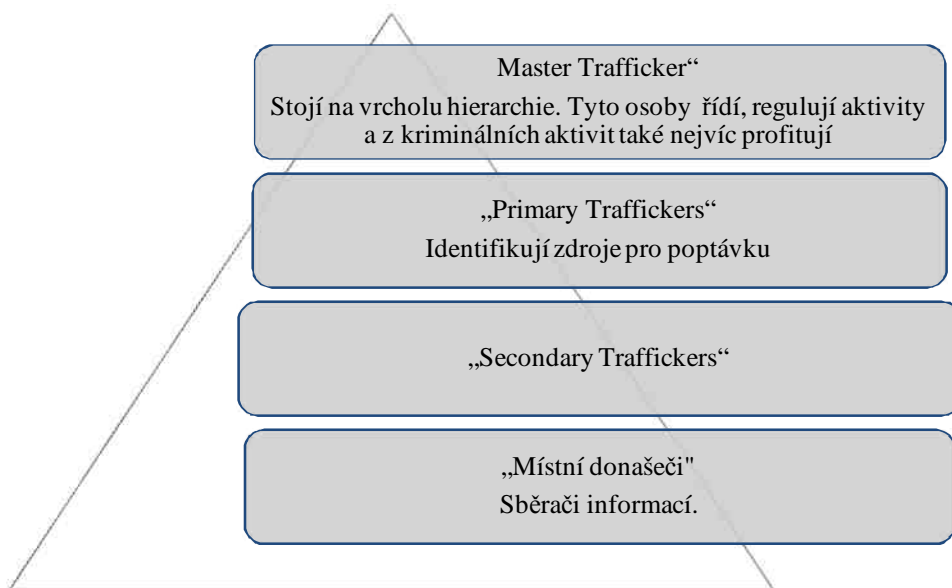 Master Trafficker“
Stojí na vrcholu hierarchie. Tyto osoby řídí, regulují aktivity
a z kriminálních aktivit také nejvíc profitují
„Primary Traffickers“
Identifikují zdroje pro poptávku
„Secondary Traffickers“
„Místní donašeči"
Sběrači informací.